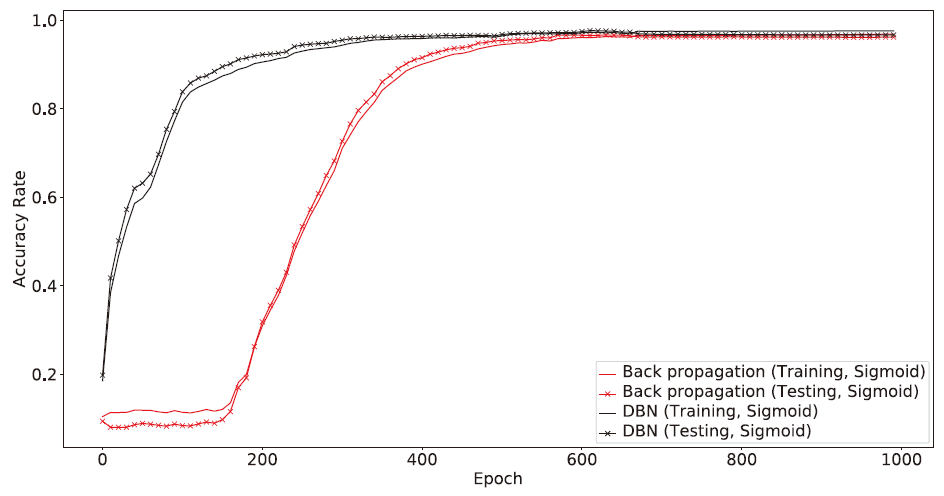 1.0
0.8
0.6
0.4
0.2
Accuracy Rate
Back propagation (Training, Sigmoid)
Back propagation (Testing, Sigmoid)
DBN (Training, Sigmoid)
DBN (Testing, Sigmoid)
0 200 400 600 800 1000
Epoch